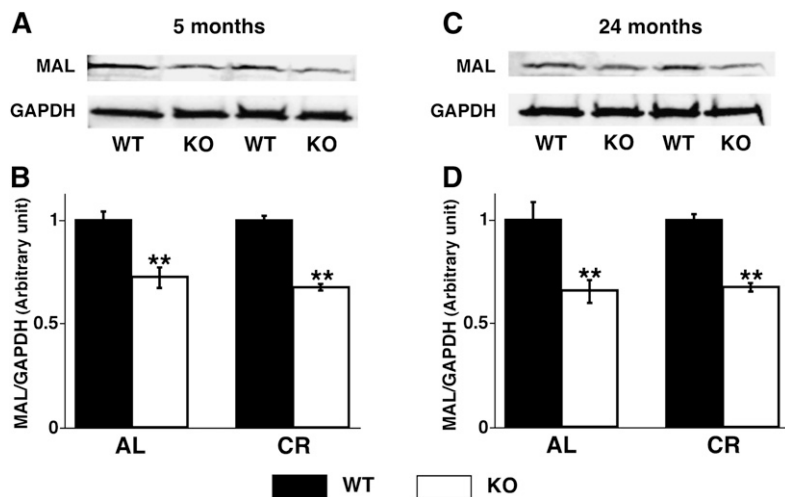 A 5 months
MAL
GAPDH
WT KO WT KO
C 24 months
MAL
GAPDH
WT KO WT KO
B
MAL/GAPDH (Arbitrary unit)
1
0.5
0
** **
AL CR
D
MAL/GAPDH (Arbitrary unit)
1
0.5
0
** **
AL CR
WT KO